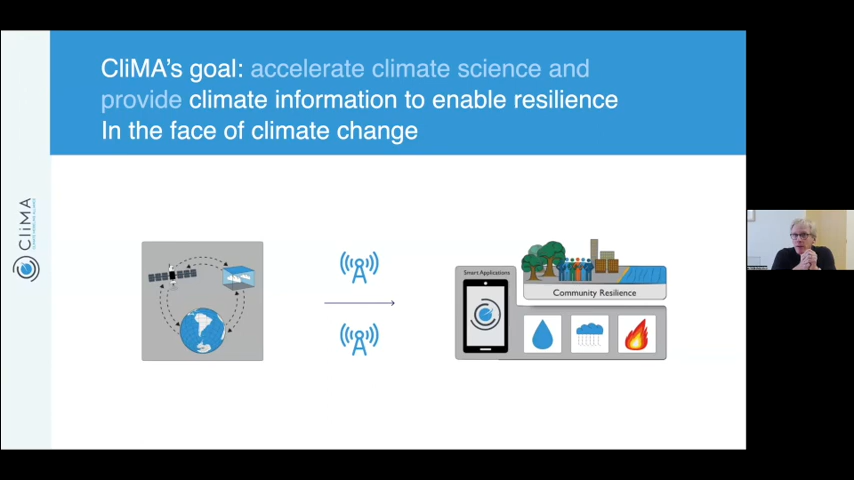 CliMA's goal: accelerate climate science and
provide climate information to enable resilience
In the face of climate change
CliMA
Smart Applications
Community Resilience